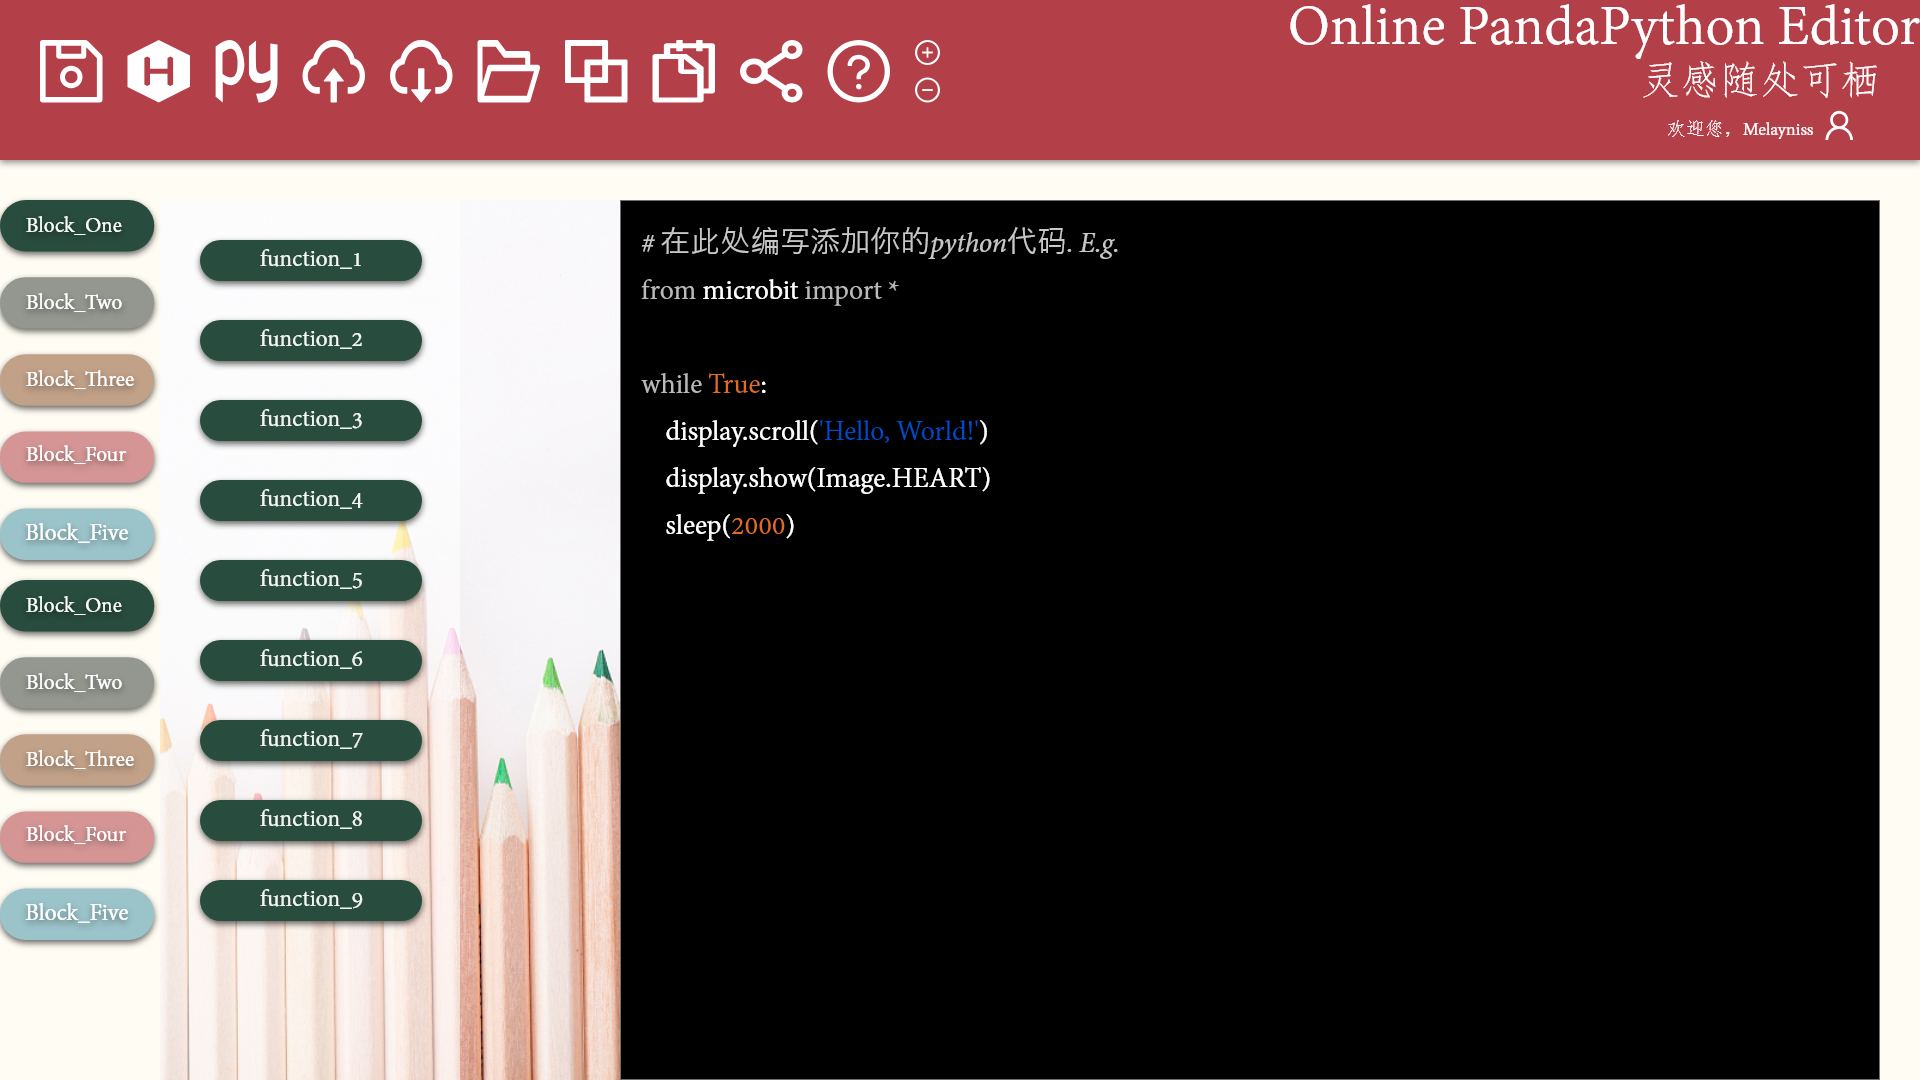 Online PandaPython Editor
灵感随处可栖
欢迎您，Melayniss
H
py
?
Block_One
Block_Two
Block_Three
Block_Four
Block_Five
Block_One
Block_Two
Block_Three
Block_Four
Block_Five
function_1
function_2
function_3
function_4
function_5
function_6
function_7
function_8
function_9
# 在此处编写添加你的python代码. E.g.
from microbit import *
while True:
display.scroll('Hello, World!')
display.show(Image.HEART)
sleep(2000)